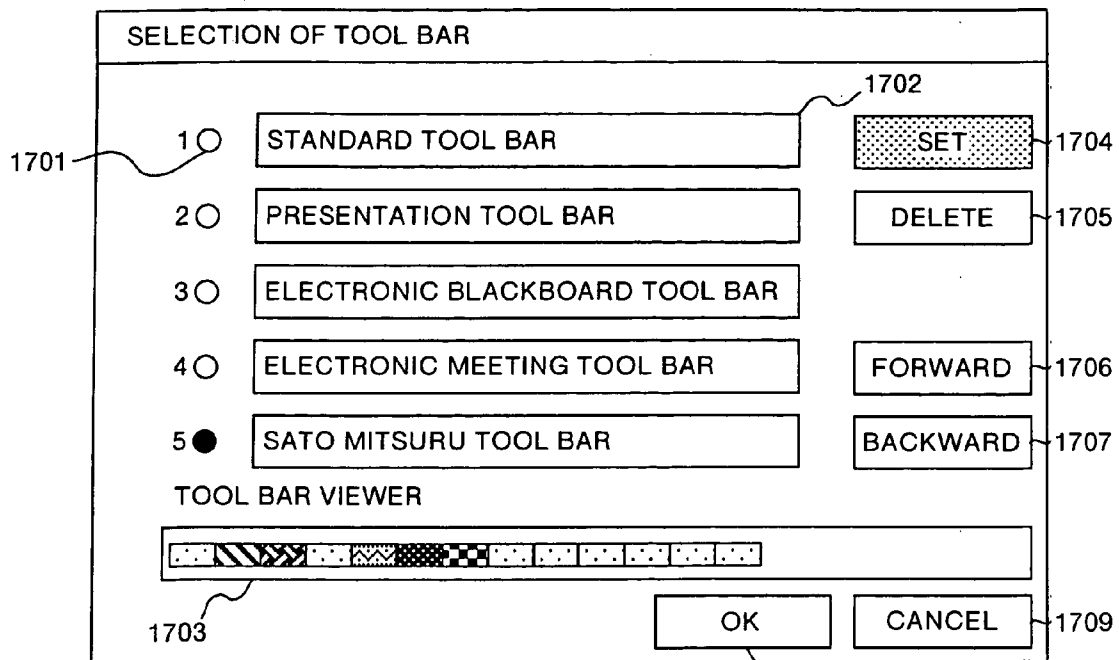 SELECTION OF TOOL BAR
1702
1701
1 STANDARD TOOL BAR SET 1704
2 PRESENTATION TOOL BAR DELETE 1705
3 ELECTRONIC BLACKBOARD TOOL BAR
4 ELECTRONIC MEETING TOOL BAR FORWARD 1706
5 SATO MITSURU TOOL BAR BACKWARD 1707
TOOL BAR VIEWER
1703
OK CANCEL 1709